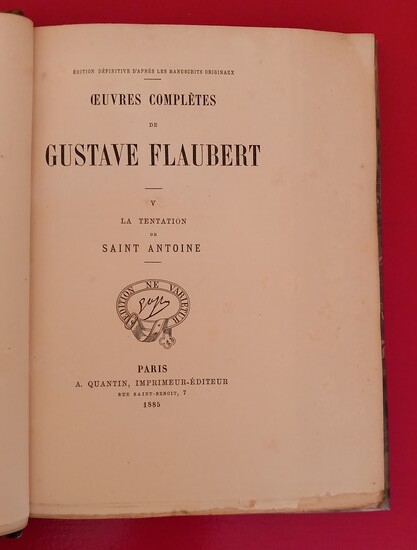 ÉDITION DÉFINITIVE D'APRÈS LES MANUSCRITS ORIGINAUX
ŒUVRES COMPLÈTES
DE
GUSTAVE FLAUBERT
V
LA TENTATION
DE
SAINT ANTOINE
ÉDITION NE VARIETUR
PARIS
A. QUANTIN, IMPRIMEUR-ÉDITEUR
RUE SAINT-BENOIT, 7
1885